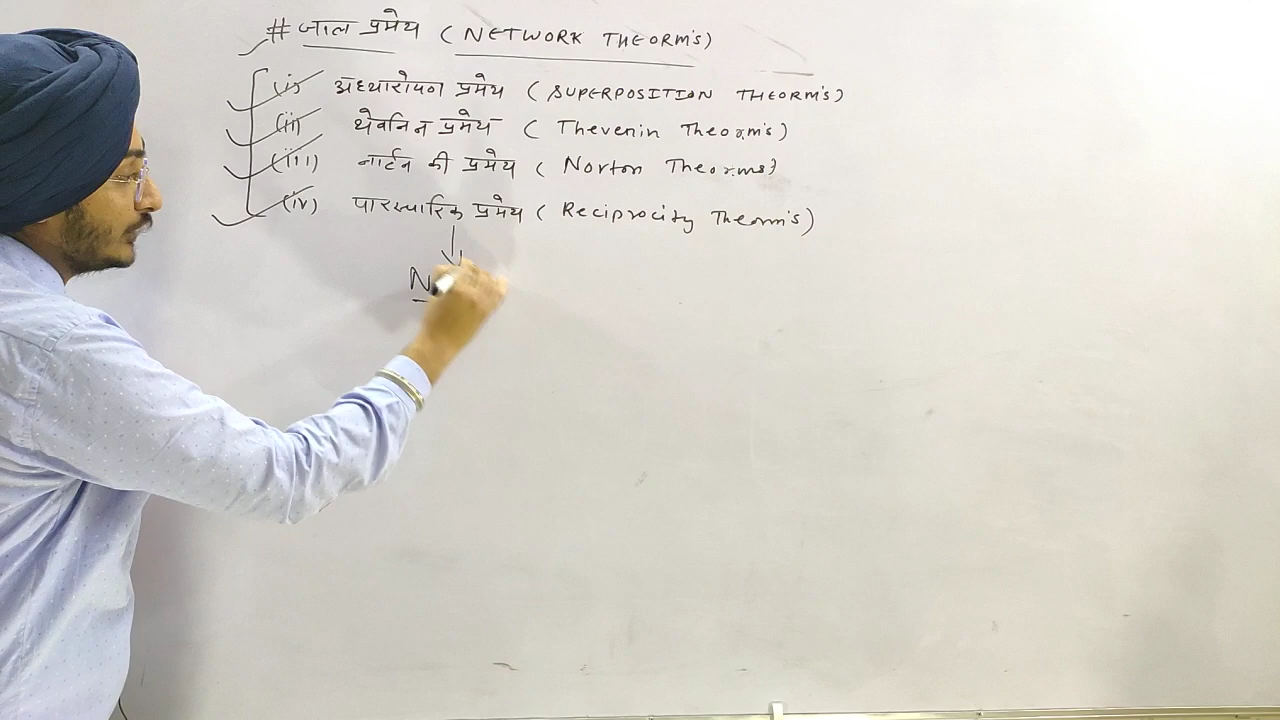 # जाल प्रमेय (NETWORK THEORM'S)
(i) अध्यारोपण प्रमेय (SUPERPOSITION THEORM'S)
(ii) थेवनिन प्रमेय (Thevenin Theorm's)
(iii) नार्टन की प्रमेय (Norton Theorms)
(iv) पारस्पारिक प्रमेय (Reciprocity Theorm's)
N